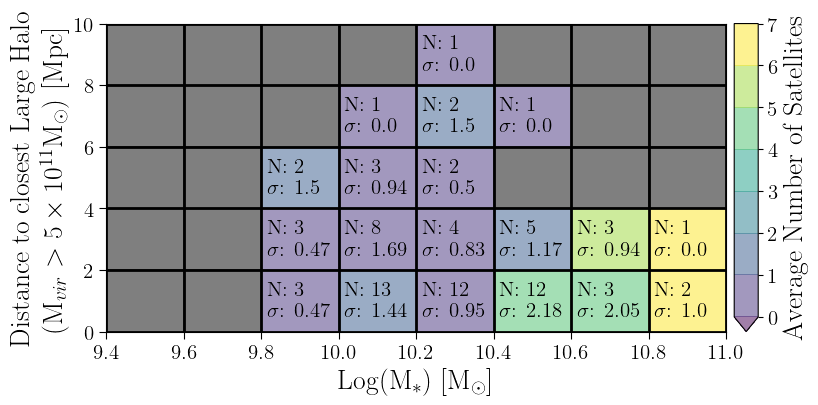 Distance to closest Large Halo
(M_vir > 5 × 10^11 M_⊙) [Mpc]
10
8
6
4
2
0
N: 1
σ: 0.0
N: 1
σ: 0.0
N: 2
σ: 1.5
N: 1
σ: 0.0
N: 2
σ: 1.5
N: 3
σ: 0.94
N: 2
σ: 0.5
N: 3
σ: 0.47
N: 8
σ: 1.69
N: 4
σ: 0.83
N: 5
σ: 1.17
N: 3
σ: 0.94
N: 1
σ: 0.0
N: 3
σ: 0.47
N: 13
σ: 1.44
N: 12
σ: 0.95
N: 12
σ: 2.18
N: 3
σ: 2.05
N: 2
σ: 1.0
9.4 9.6 9.8 10.0 10.2 10.4 10.6 10.8 11.0
Log(M_*) [M_⊙]
7
6
5
4
3
2
1
0
Average Number of Satellites